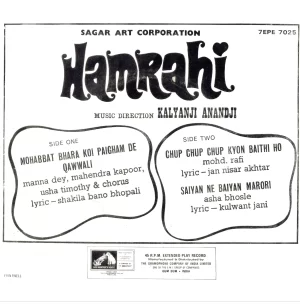 SAGAR ART CORPORATION
7EPE 7025
Hamrahi
MUSIC DIRECTION KALYANJI ANANDJI
SIDE ONE
MOHABBAT BHARA KOI PAIGHAM DE
QAWWALI
manna dey, mahendra kapoor,
usha timothy & chorus
lyric – shakila bano bhopali
SIDE TWO
CHUP CHUP CHUP KYON BAITHI HO
mohd. rafi
lyric – jan nisar akhtar
SAIYAN NE BAIYAN MARORI
asha bhosle
lyric – kulwant jani
45 R.P.M. EXTENDED PLAY RECORD